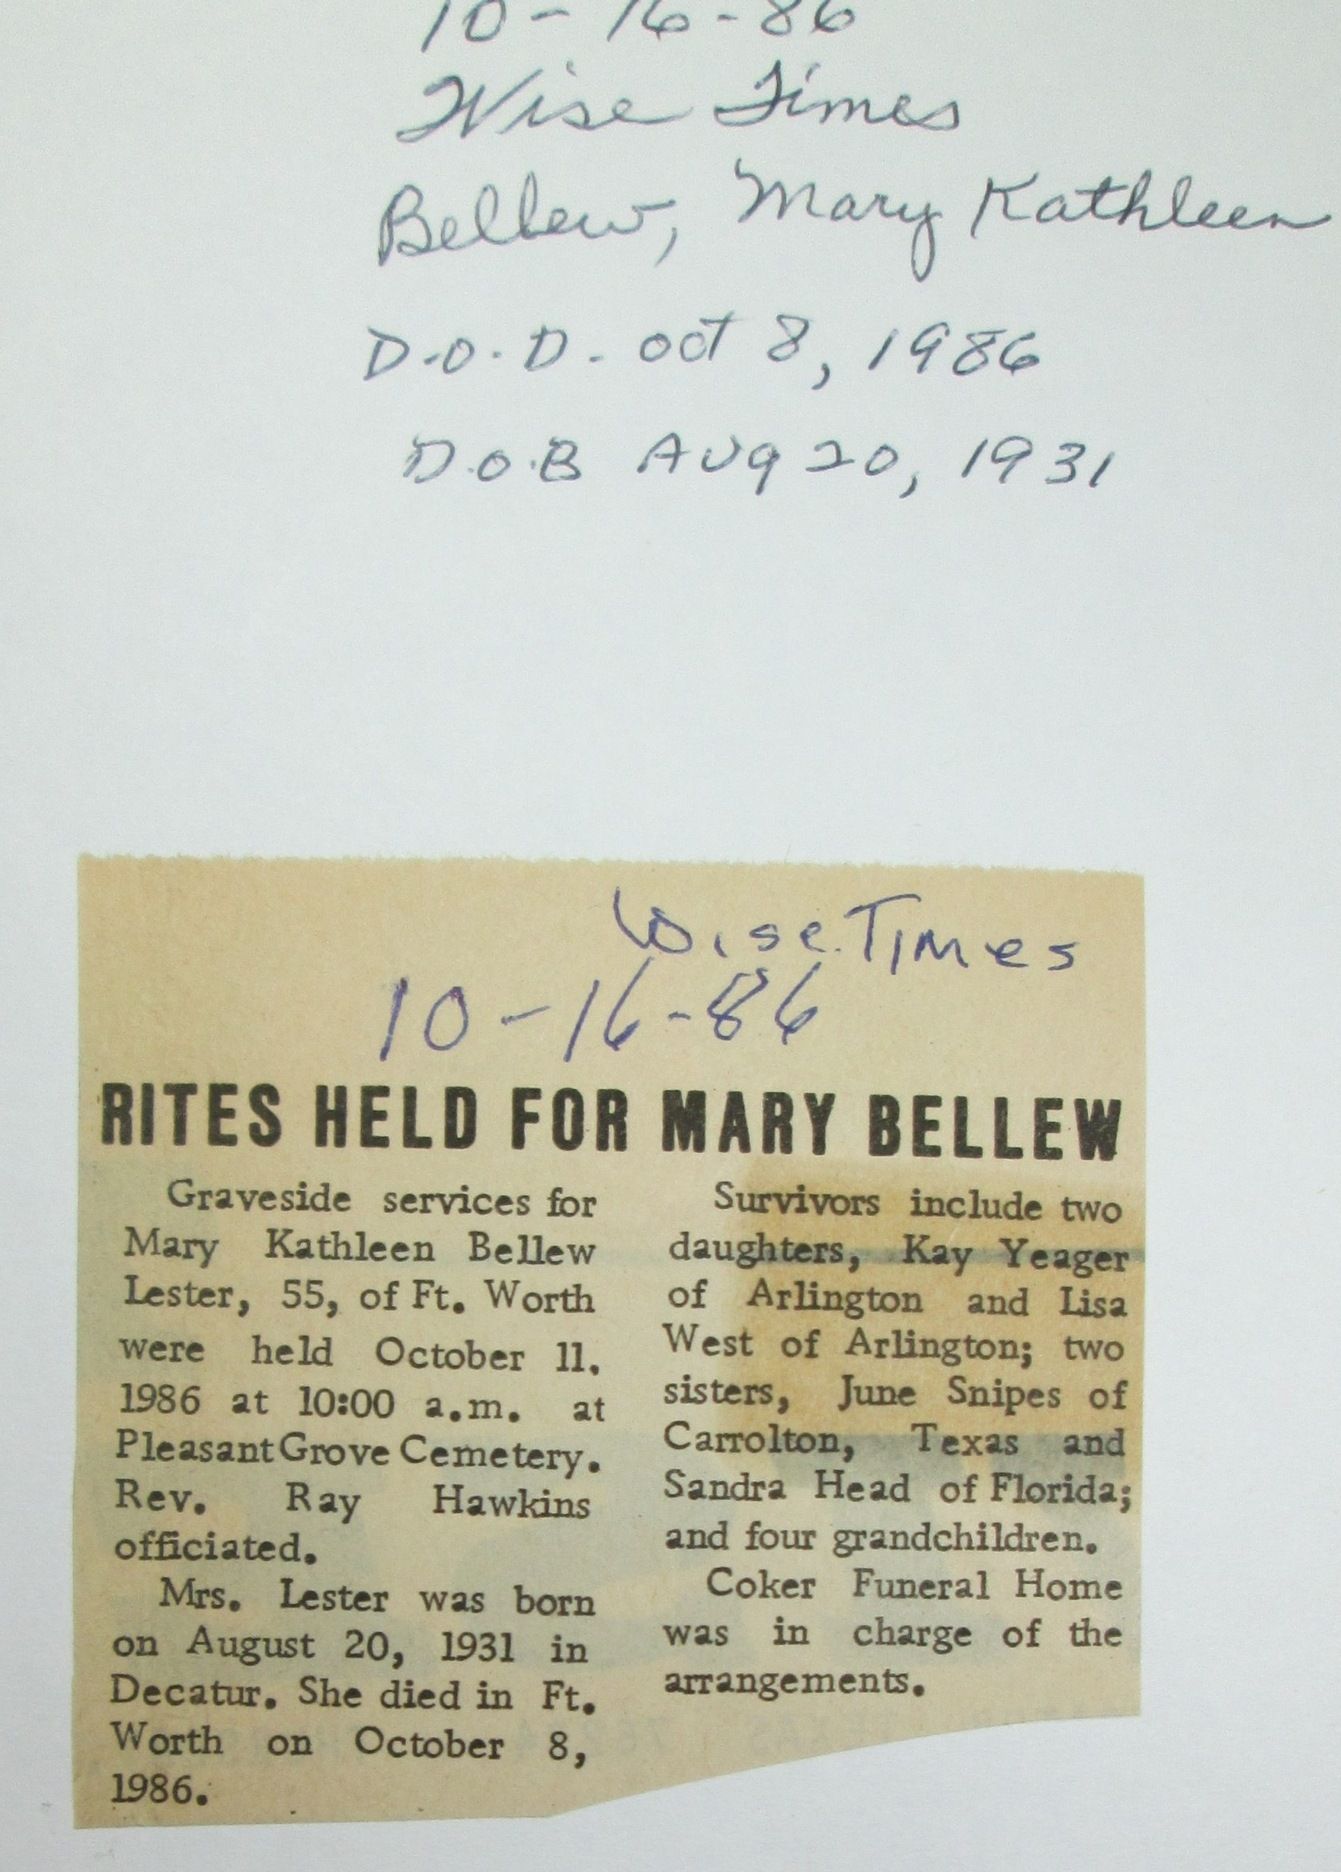 10-16-86
Wise Times
Bellew, Mary Kathleen
D.O.D. oct 8, 1986
D.O.B Aug 20, 1931
Wise Times
10-16-86
RITES HELD FOR MARY BELLEW
Graveside services for
Mary Kathleen Bellew
Lester, 55, of Ft. Worth
were held October 11.
1986 at 10:00 a.m. at
Pleasant Grove Cemetery.
Rev. Ray Hawkins
officiated.
Mrs. Lester was born
on August 20, 1931 in
Decatur. She died in Ft.
Worth on October 8,
1986.
Survivors include two
daughters, Kay Yeager
of Arlington and Lisa
West of Arlington; two
sisters, June Snipes of
Carrolton, Texas and
Sandra Head of Florida;
and four grandchildren.
Coker Funeral Home
was in charge of the
arrangements.